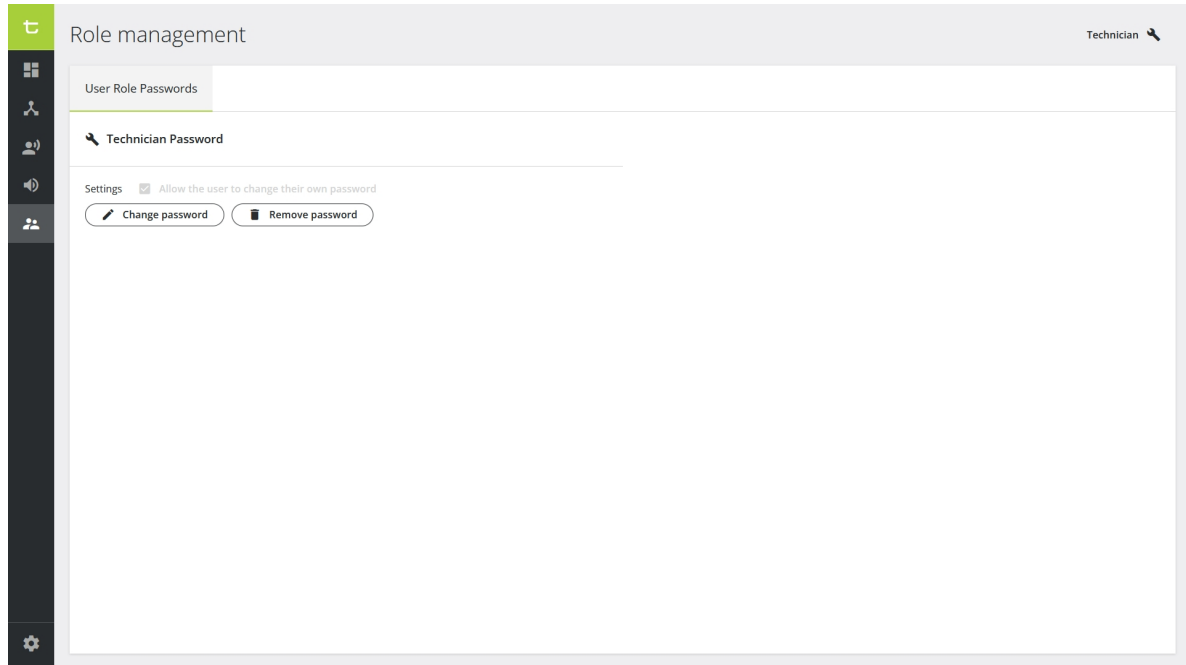 t
Role management
Technician
User Role Passwords
Technician Password
Settings Allow the user to change their own password
Change password Remove password